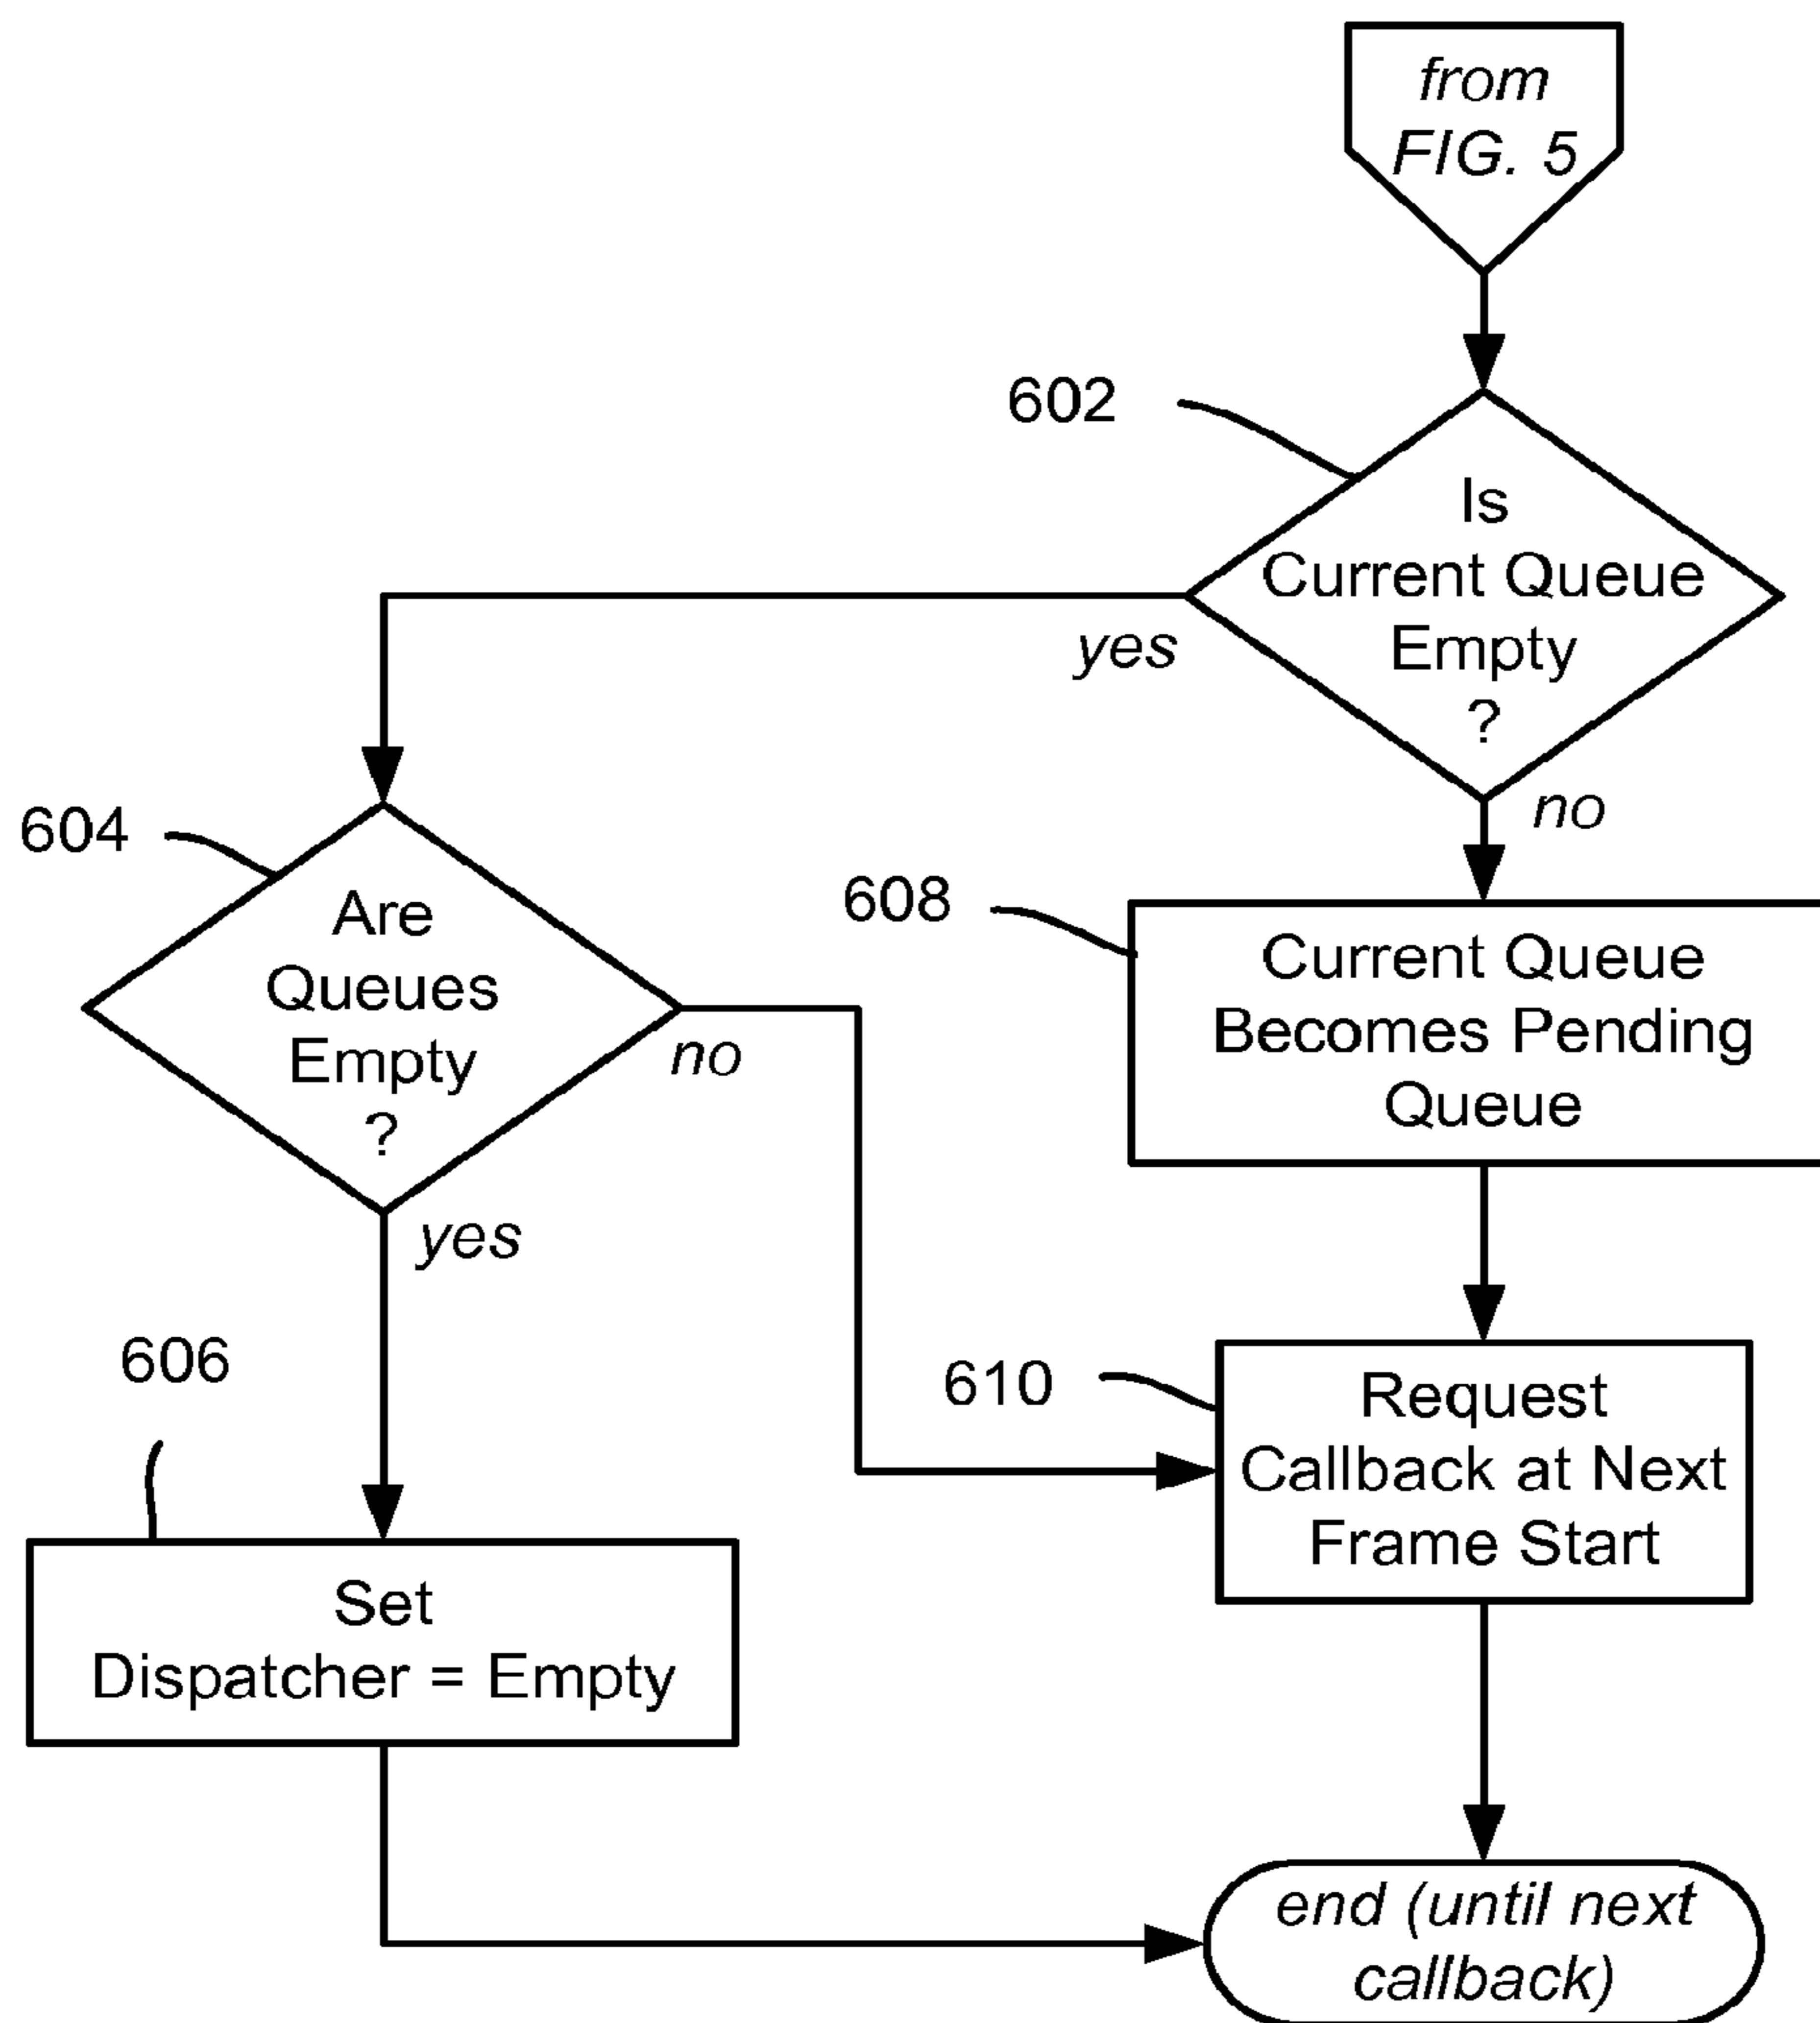 from
FIG. 5
602
Is
Current Queue
Empty
?
yes
no
604
Are
Queues
Empty
?
no
yes
608
Current Queue
Becomes Pending
Queue
606
Set
Dispatcher = Empty
610
Request
Callback at Next
Frame Start
end (until next
callback)